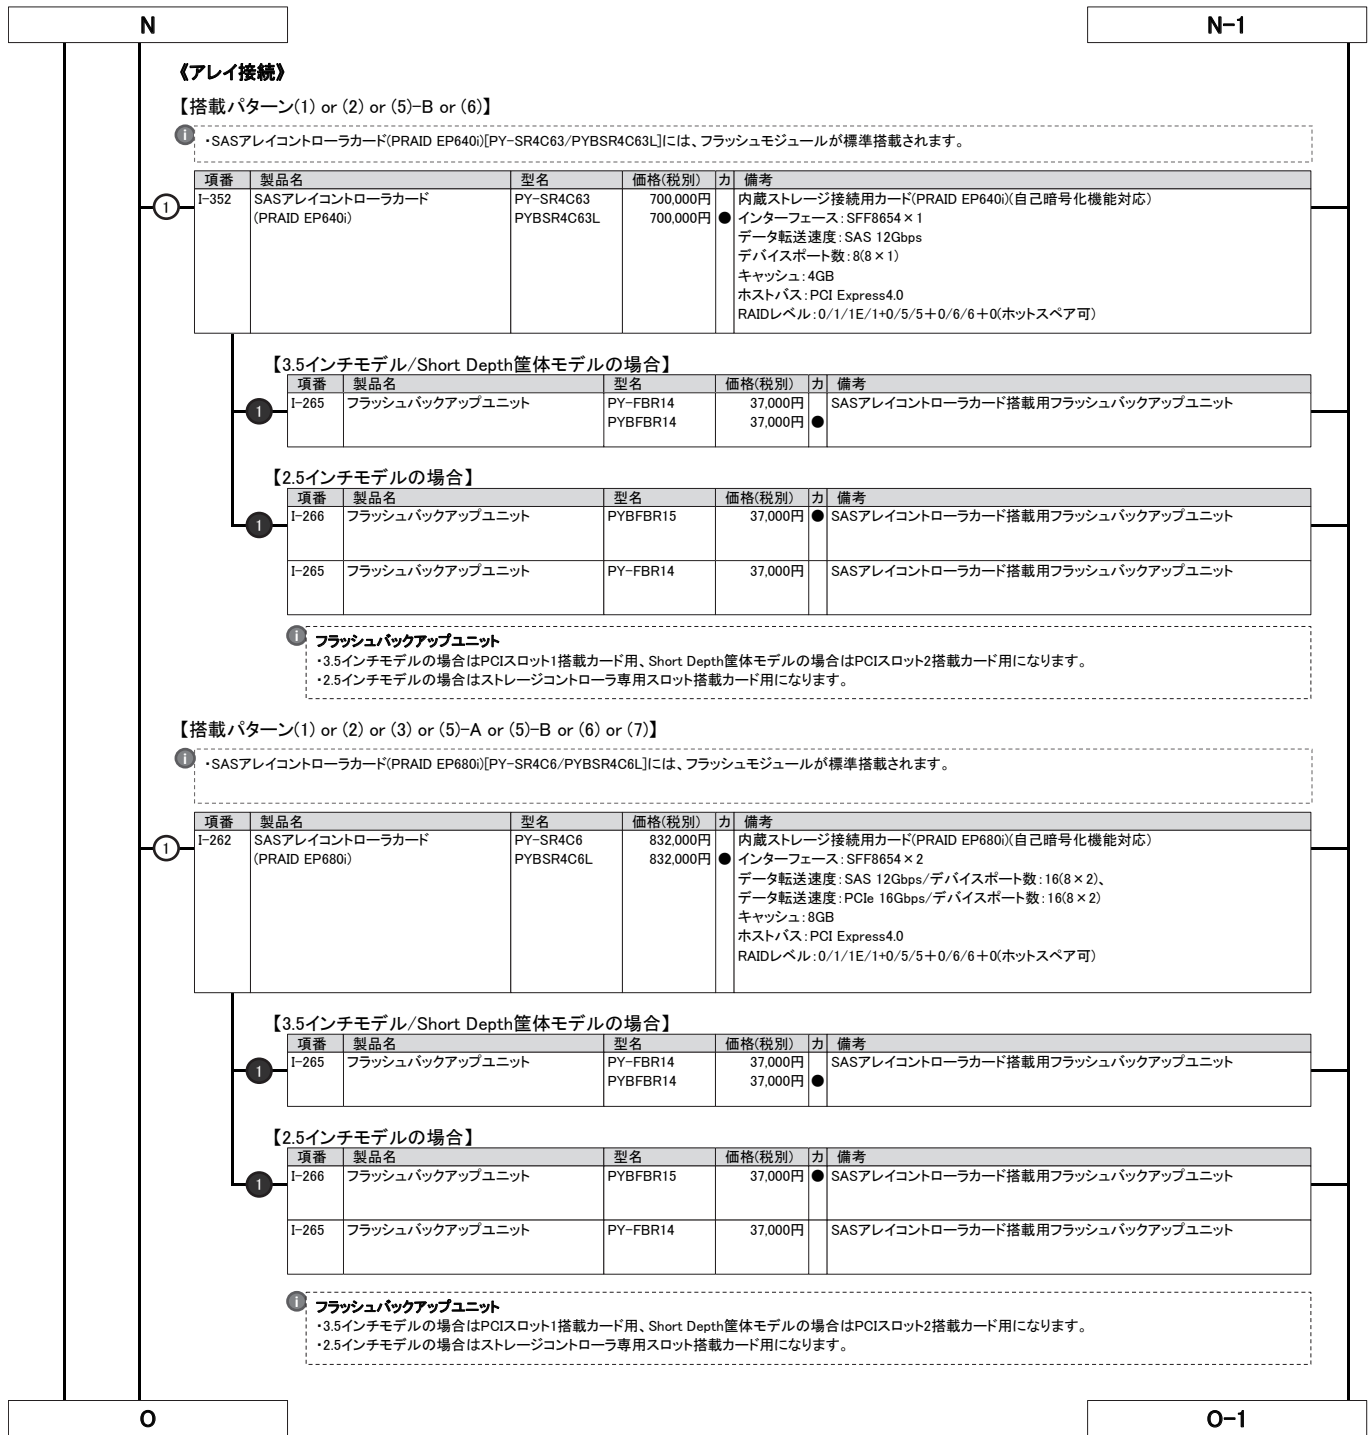 N
N-1
《アレイ接続》
【搭載パターン(1) or (2) or (5)-B or (6)】
i
・SASアレイコントローラカード(PRAID EP640i)[PY-SR4C63/PYBSR4C63L]には、フラッシュモジュールが標準搭載されます。
項番 製品名 型名 価格(税別) カ 備考
1 I-352 SASアレイコントローラカード PY-SR4C63 700,000円 内蔵ストレージ接続用カード(PRAID EP640i)(自己暗号化機能対応)
(PRAID EP640i) PYBSR4C63L 700,000円 ● インターフェース:SFF8654×1
データ転送速度:SAS 12Gbps
デバイスポート数:8(8×1)
キャッシュ:4GB
ホストバス:PCI Express4.0
RAIDレベル:0/1/1E/1+0/5/5+0/6/6+0(ホットスペア可)
【3.5インチモデル/Short Depth筐体モデルの場合】
項番 製品名 型名 価格(税別) カ 備考
1 I-265 フラッシュバックアップユニット PY-FBR14 37,000円 SASアレイコントローラカード搭載用フラッシュバックアップユニット
PYBFBR14 37,000円 ●
【2.5インチモデルの場合】
項番 製品名 型名 価格(税別) カ 備考
1 I-266 フラッシュバックアップユニット PYBFBR15 37,000円 ● SASアレイコントローラカード搭載用フラッシュバックアップユニット
I-265 フラッシュバックアップユニット PY-FBR14 37,000円 SASアレイコントローラカード搭載用フラッシュバックアップユニット
i フラッシュバックアップユニット
・3.5インチモデルの場合はPCIスロット1搭載カード用、Short Depth筐体モデルの場合はPCIスロット2搭載カード用になります。
・2.5インチモデルの場合はストレージコントローラ専用スロット搭載カード用になります。
【搭載パターン(1) or (2) or (3) or (5)-A or (5)-B or (6) or (7)】
i
・SASアレイコントローラカード(PRAID EP680i)[PY-SR4C6/PYBSR4C6L]には、フラッシュモジュールが標準搭載されます。
項番 製品名 型名 価格(税別) カ 備考
1 I-262 SASアレイコントローラカード PY-SR4C6 832,000円 内蔵ストレージ接続用カード(PRAID EP680i)(自己暗号化機能対応)
(PRAID EP680i) PYBSR4C6L 832,000円 ● インターフェース:SFF8654×2
データ転送速度:SAS 12Gbps/デバイスポート数:16(8×2)、
データ転送速度:PCIe 16Gbps/デバイスポート数:16(8×2)
キャッシュ:8GB
ホストバス:PCI Express4.0
RAIDレベル:0/1/1E/1+0/5/5+0/6/6+0(ホットスペア可)
【3.5インチモデル/Short Depth筐体モデルの場合】
項番 製品名 型名 価格(税別) カ 備考
1 I-265 フラッシュバックアップユニット PY-FBR14 37,000円 SASアレイコントローラカード搭載用フラッシュバックアップユニット
PYBFBR14 37,000円 ●
【2.5インチモデルの場合】
項番 製品名 型名 価格(税別) カ 備考
1 I-266 フラッシュバックアップユニット PYBFBR15 37,000円 ● SASアレイコントローラカード搭載用フラッシュバックアップユニット
I-265 フラッシュバックアップユニット PY-FBR14 37,000円 SASアレイコントローラカード搭載用フラッシュバックアップユニット
i フラッシュバックアップユニット
・3.5インチモデルの場合はPCIスロット1搭載カード用、Short Depth筐体モデルの場合はPCIスロット2搭載カード用になります。
・2.5インチモデルの場合はストレージコントローラ専用スロット搭載カード用になります。
O
O-1